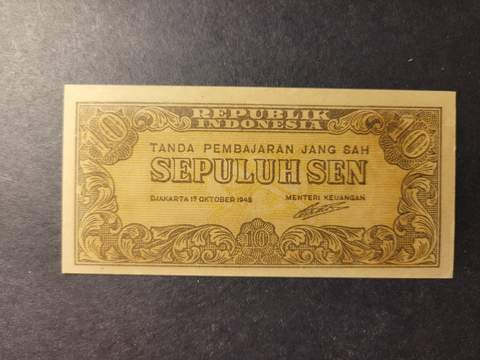 REPUBLIK
INDONESIA
10 10
TANDA PEMBAJARAN JANG SAH
SEPULUH SEN
DJAKARTA 17 OKTOBER 1945 MENTERI KEUANGAN
10